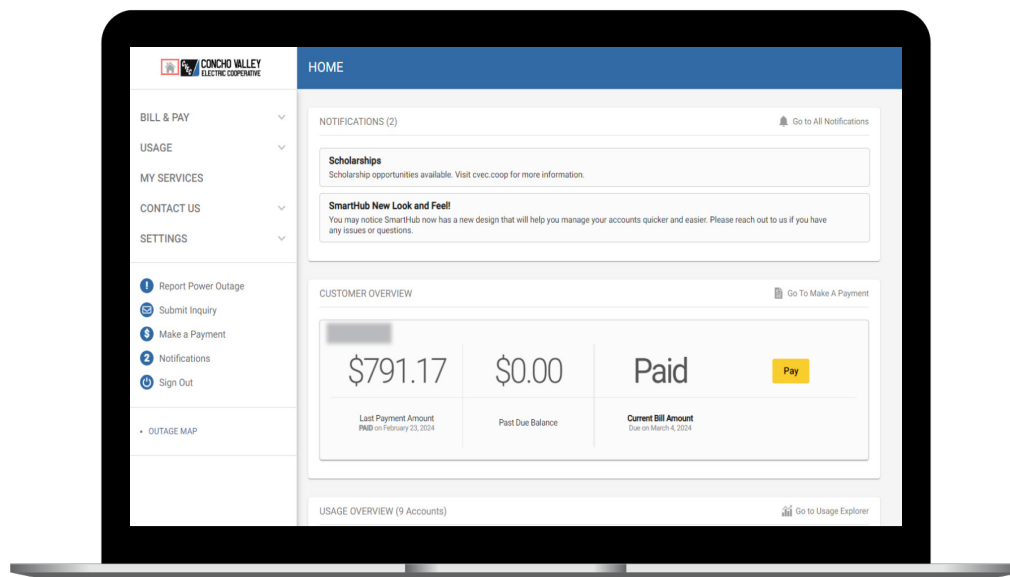 CVEC
CONCHO VALLEY
ELECTRIC COOPERATIVE
HOME
BILL & PAY
USAGE
MY SERVICES
CONTACT US
SETTINGS
! Report Power Outage
Submit Inquiry
$ Make a Payment
2 Notifications
Sign Out
• OUTAGE MAP
NOTIFICATIONS (2)
Go to All Notifications
Scholarships
Scholarship opportunities available. Visit cvec.coop for more information.
SmartHub New Look and Feel!
You may notice SmartHub now has a new design that will help you manage your accounts quicker and easier. Please reach out to us if you have
any issues or questions.
CUSTOMER OVERVIEW
Go To Make A Payment
$791.17
$0.00
Paid
Pay
Last Payment Amount
PAID on February 23, 2024
Past Due Balance
Current Bill Amount
Due on March 4, 2024
USAGE OVERVIEW (9 Accounts)
Go to Usage Explorer